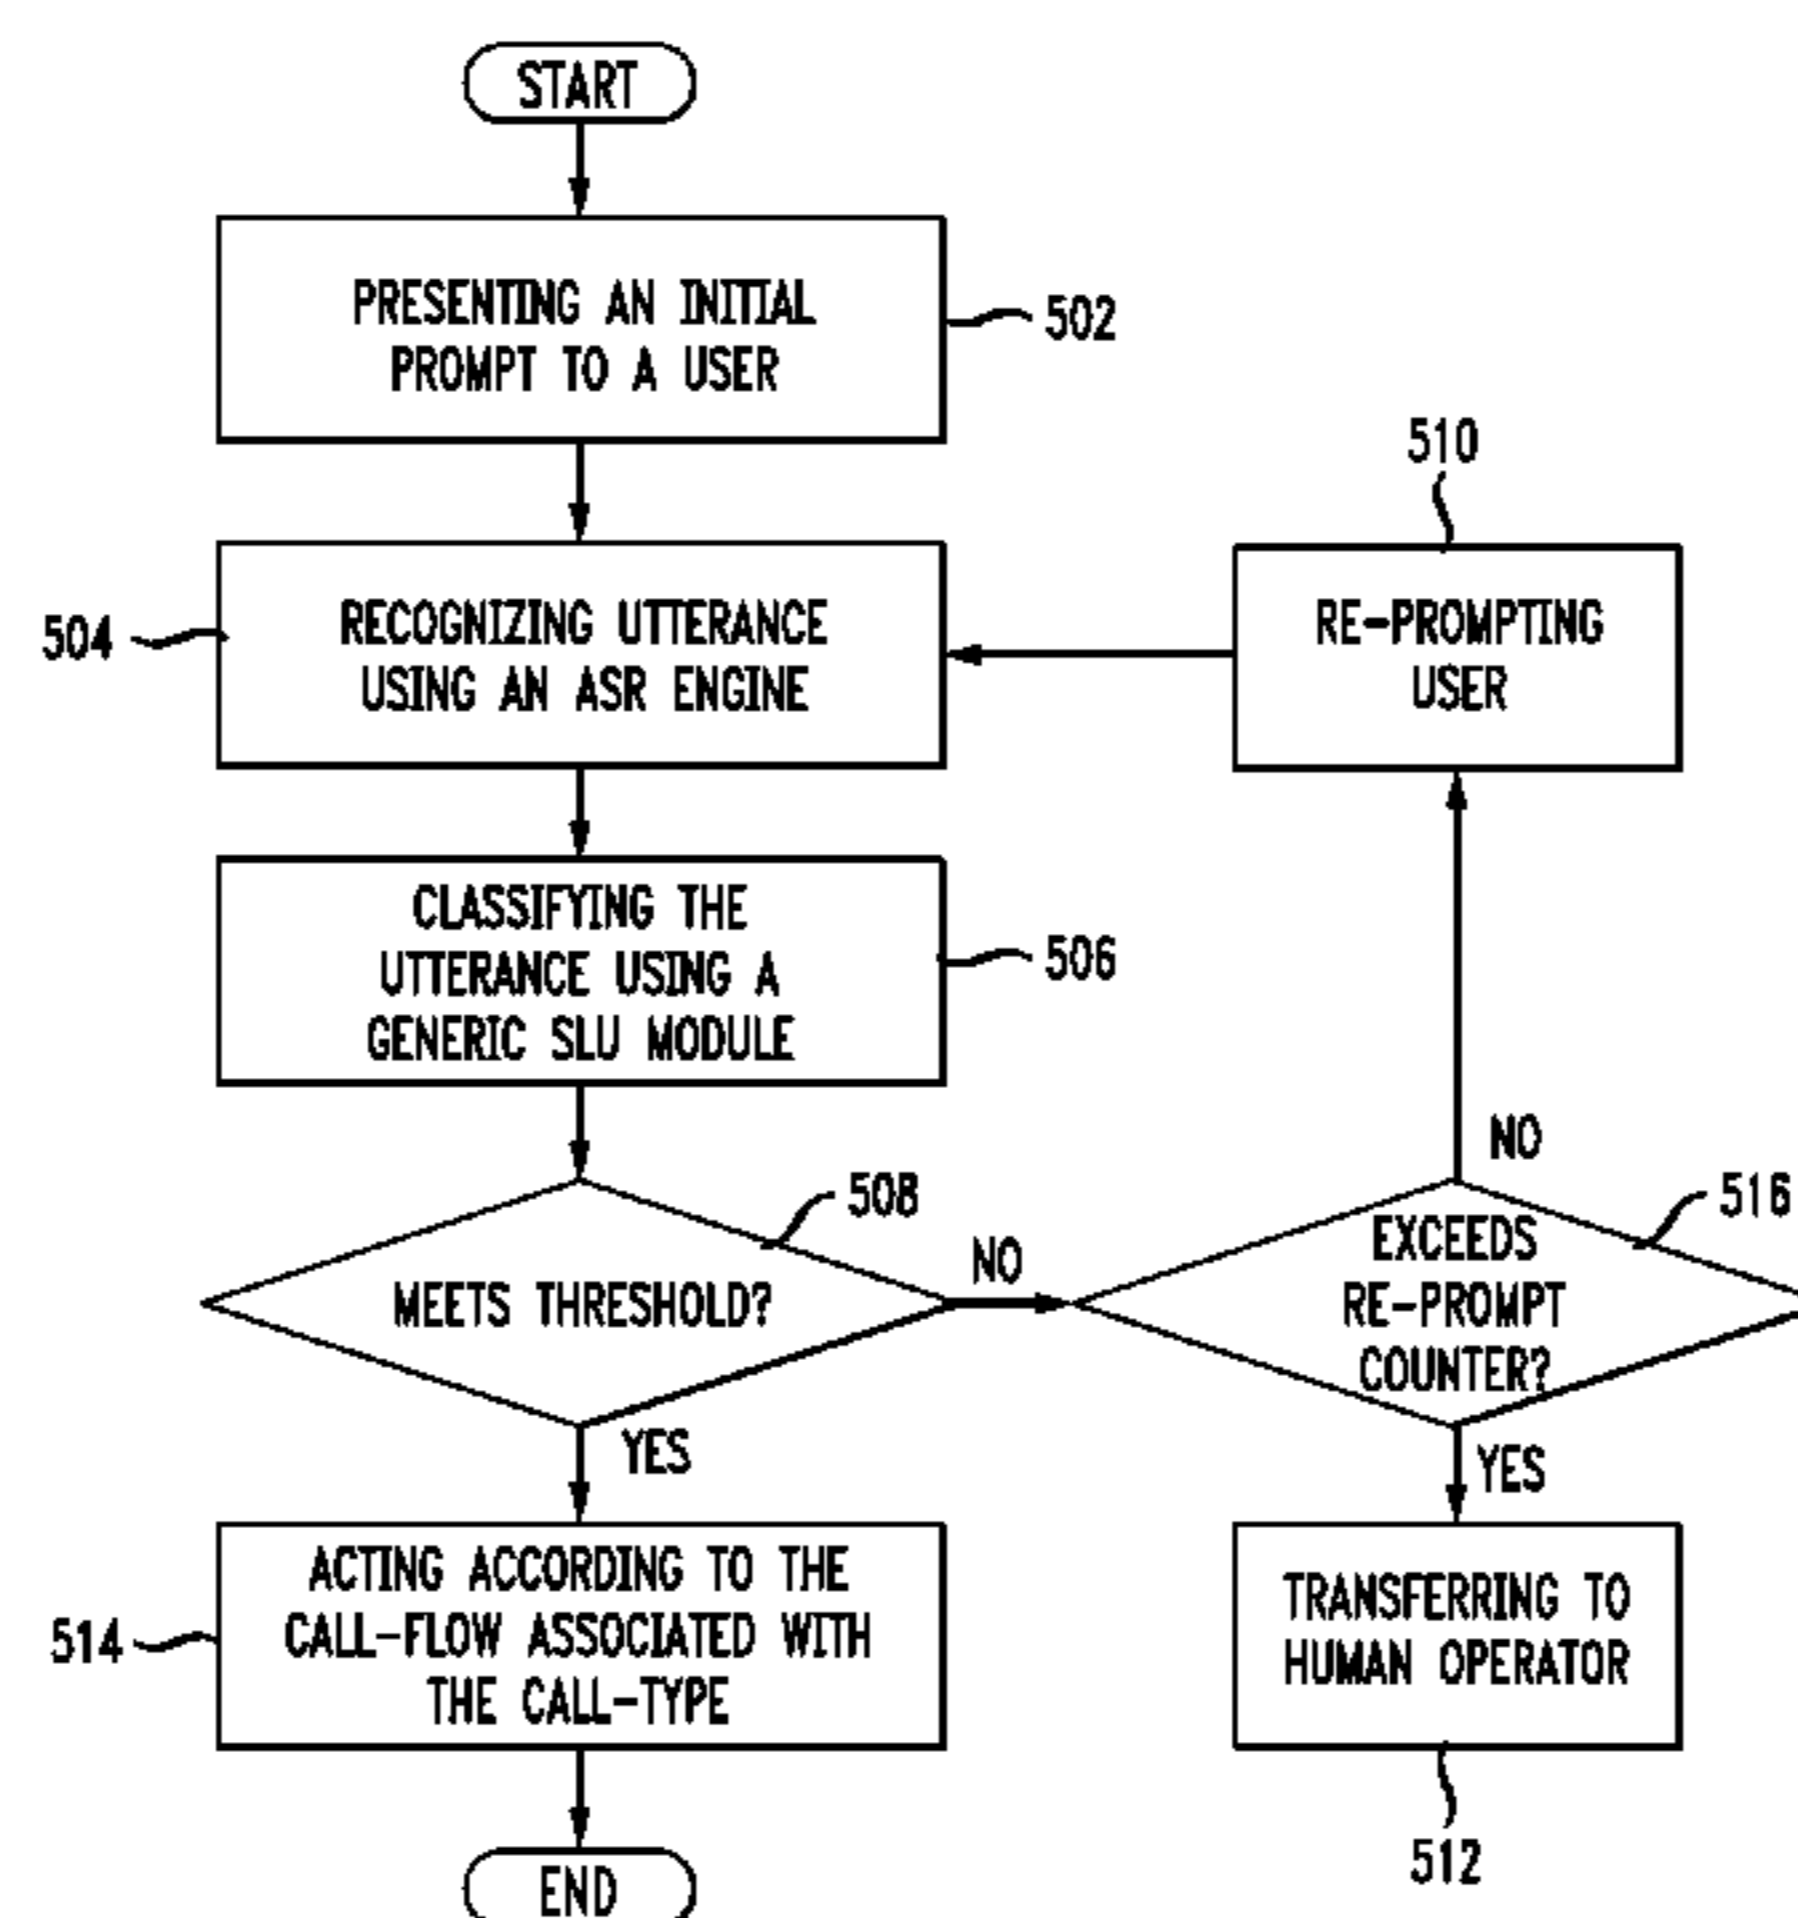 START
PRESENTING AN INITIAL
PROMPT TO A USER
502
510
504
RECOGNIZING UTTERANCE
USING AN ASR ENGINE
RE-PROMPTING
USER
CLASSIFYING THE
UTTERANCE USING A
GENERIC SLU MODULE
506
508
MEETS THRESHOLD?
NO
NO
516
EXCEEDS
RE-PROMPT
COUNTER?
YES
YES
514
ACTING ACCORDING TO THE
CALL-FLOW ASSOCIATED WITH
THE CALL-TYPE
TRANSFERRING TO
HUMAN OPERATOR
512
END